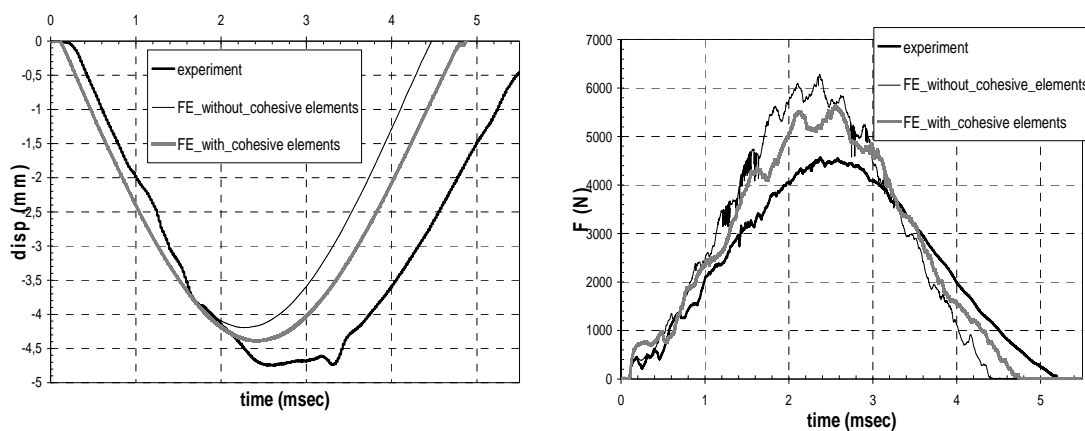 0 1 2 3 4 5
0
-0,5
-1
-1,5
-2
-2,5
-3
-3,5
-4
-4,5
-5
disp (mm)
experiment
FE_without_cohesive elements
FE_with_cohesive elements
time (msec)
7000
6000
5000
4000
3000
2000
1000
0
F (N)
experiment
FE_without_cohesive_elements
FE_with_cohesive elements
0 1 2 3 4 5
time (msec)